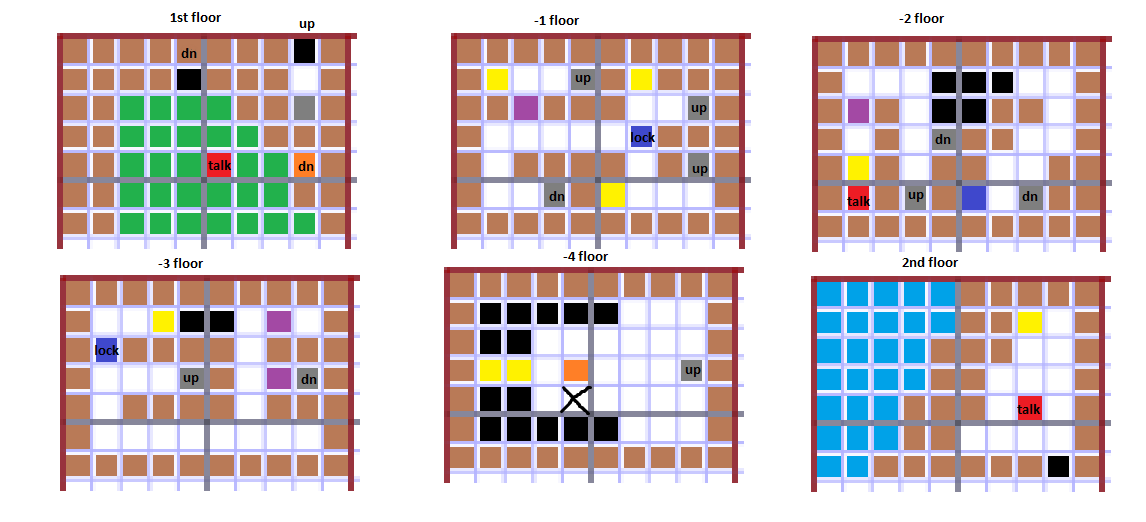 1st floor
up
dn
talk
dn
-1 floor
up
up
lock
up
dn
-2 floor
dn
talk
up
dn
-3 floor
lock
up
dn
-4 floor
up
2nd floor
talk